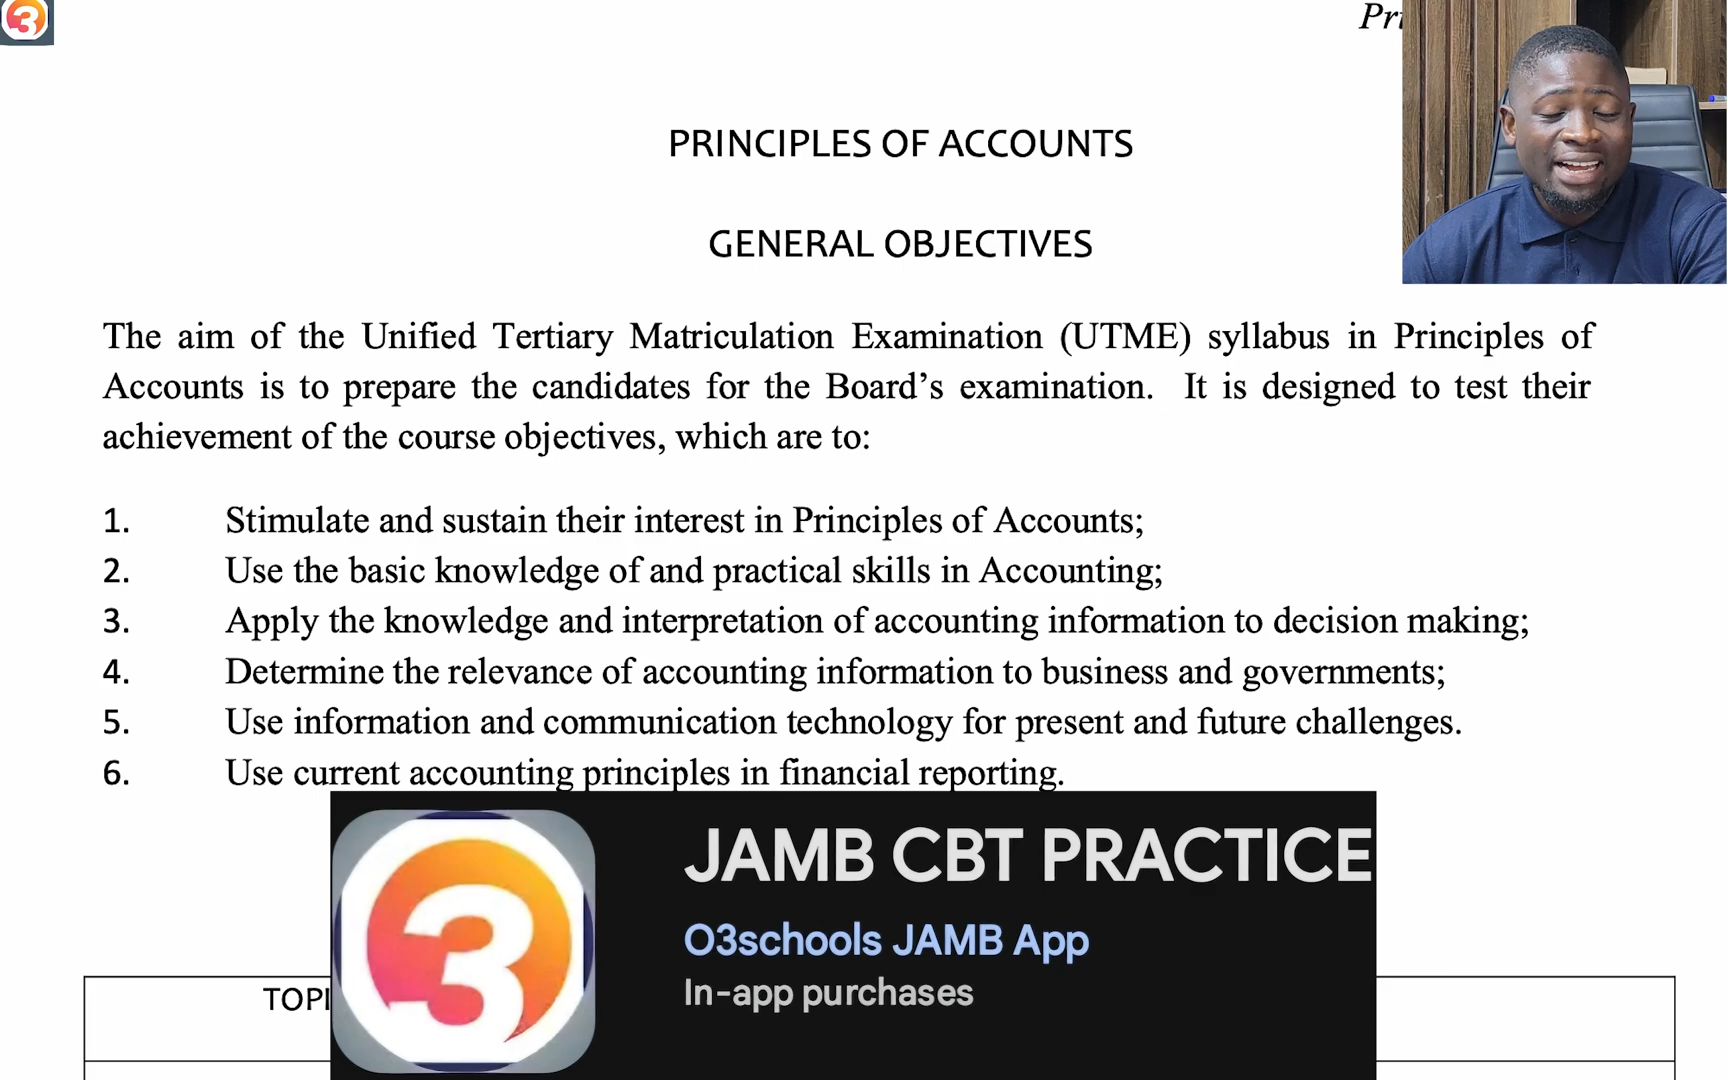 PRINCIPLES OF ACCOUNTS
GENERAL OBJECTIVES
The aim of the Unified Tertiary Matriculation Examination (UTME) syllabus in Principles of
Accounts is to prepare the candidates for the Board’s examination. It is designed to test their
achievement of the course objectives, which are to:
1. Stimulate and sustain their interest in Principles of Accounts;
2. Use the basic knowledge of and practical skills in Accounting;
3. Apply the knowledge and interpretation of accounting information to decision making;
4. Determine the relevance of accounting information to business and governments;
5. Use information and communication technology for present and future challenges.
6. Use current accounting principles in financial reporting.
3
JAMB CBT PRACTICE
O3schools JAMB App
In-app purchases